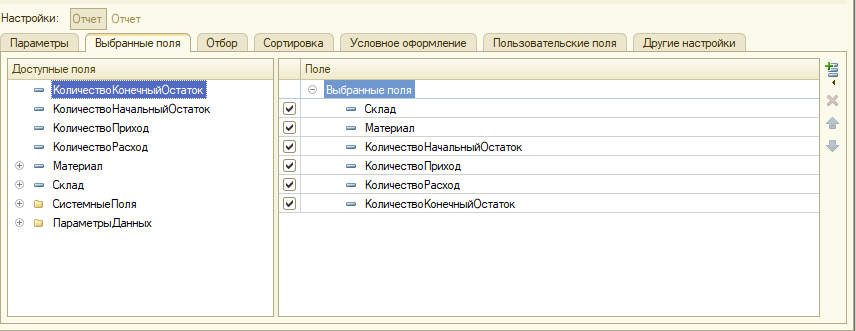 Настройки: Отчет Отчет
Параметры Выбранные поля Отбор Сортировка Условное оформление Пользовательские поля Другие настройки
Доступные поля
КоличествоКонечныйОстаток
КоличествоНачальныйОстаток
КоличествоПриход
КоличествоРасход
Материал
Склад
СистемныеПоля
ПараметрыДанных
Поле
Выбранные поля
Склад
Материал
КоличествоНачальныйОстаток
КоличествоПриход
КоличествоРасход
КоличествоКонечныйОстаток